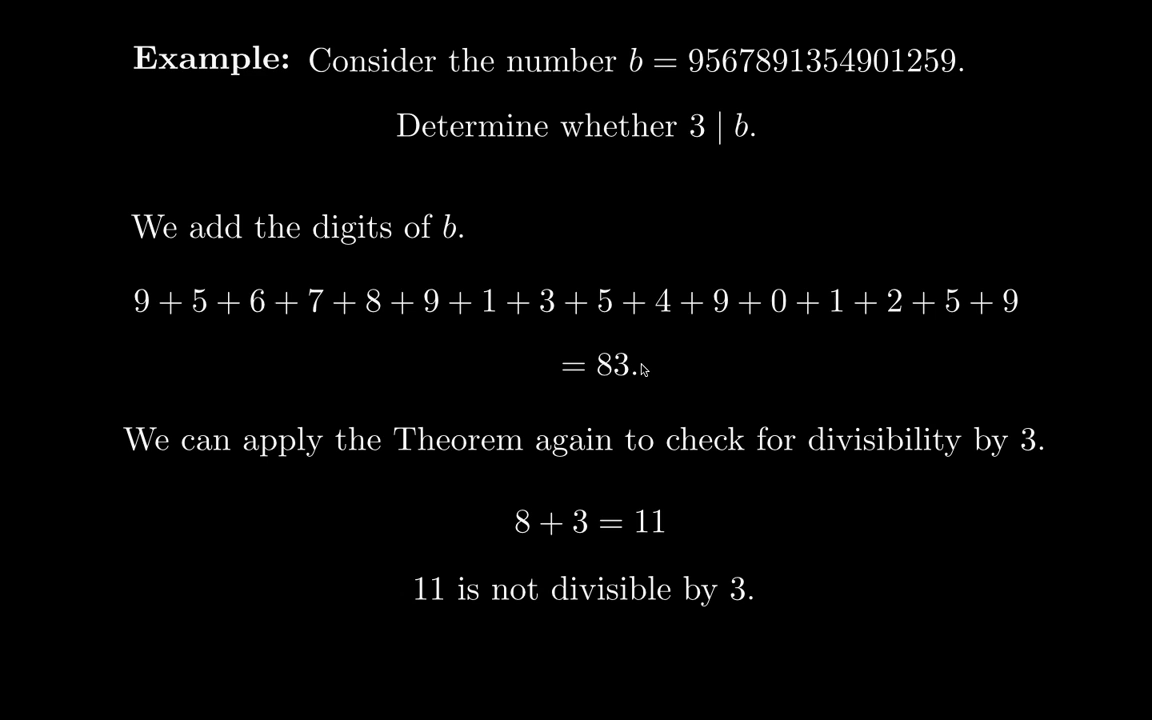 Example: Consider the number b = 9567891354901259.
Determine whether 3 | b.
We add the digits of b.
9 + 5 + 6 + 7 + 8 + 9 + 1 + 3 + 5 + 4 + 9 + 0 + 1 + 2 + 5 + 9
= 83.
We can apply the Theorem again to check for divisibility by 3.
8 + 3 = 11
11 is not divisible by 3.